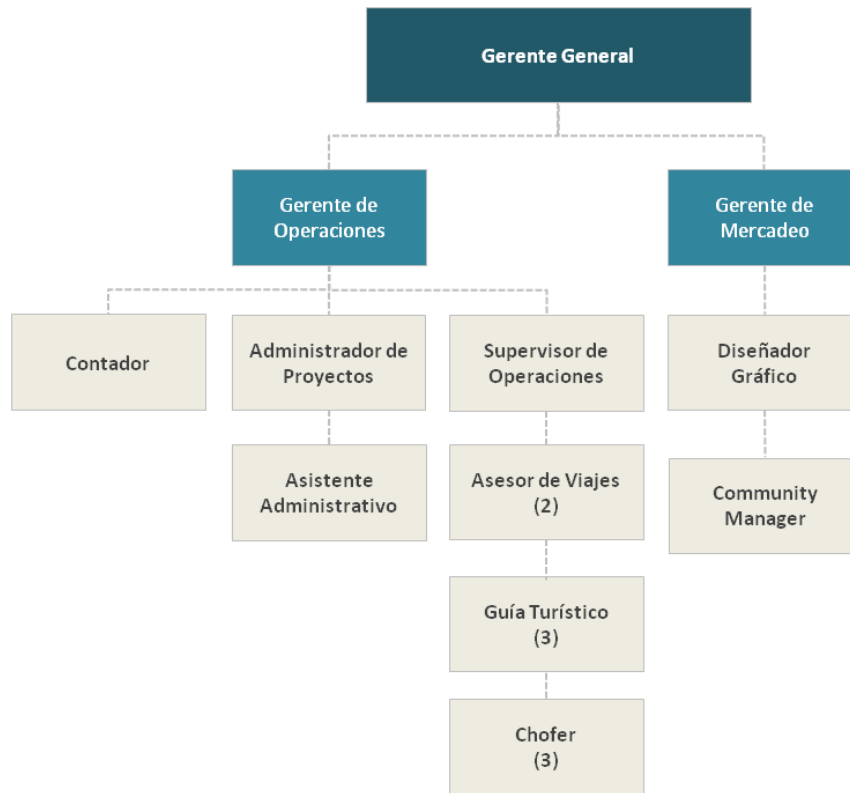 Gerente General
Gerente de
Operaciones
Gerente de
Mercadeo
Contador
Administrador de
Proyectos
Supervisor de
Operaciones
Diseñador
Gráfico
Asistente
Administrativo
Asesor de Viajes
(2)
Community
Manager
Guía Turístico
(3)
Chofer
(3)